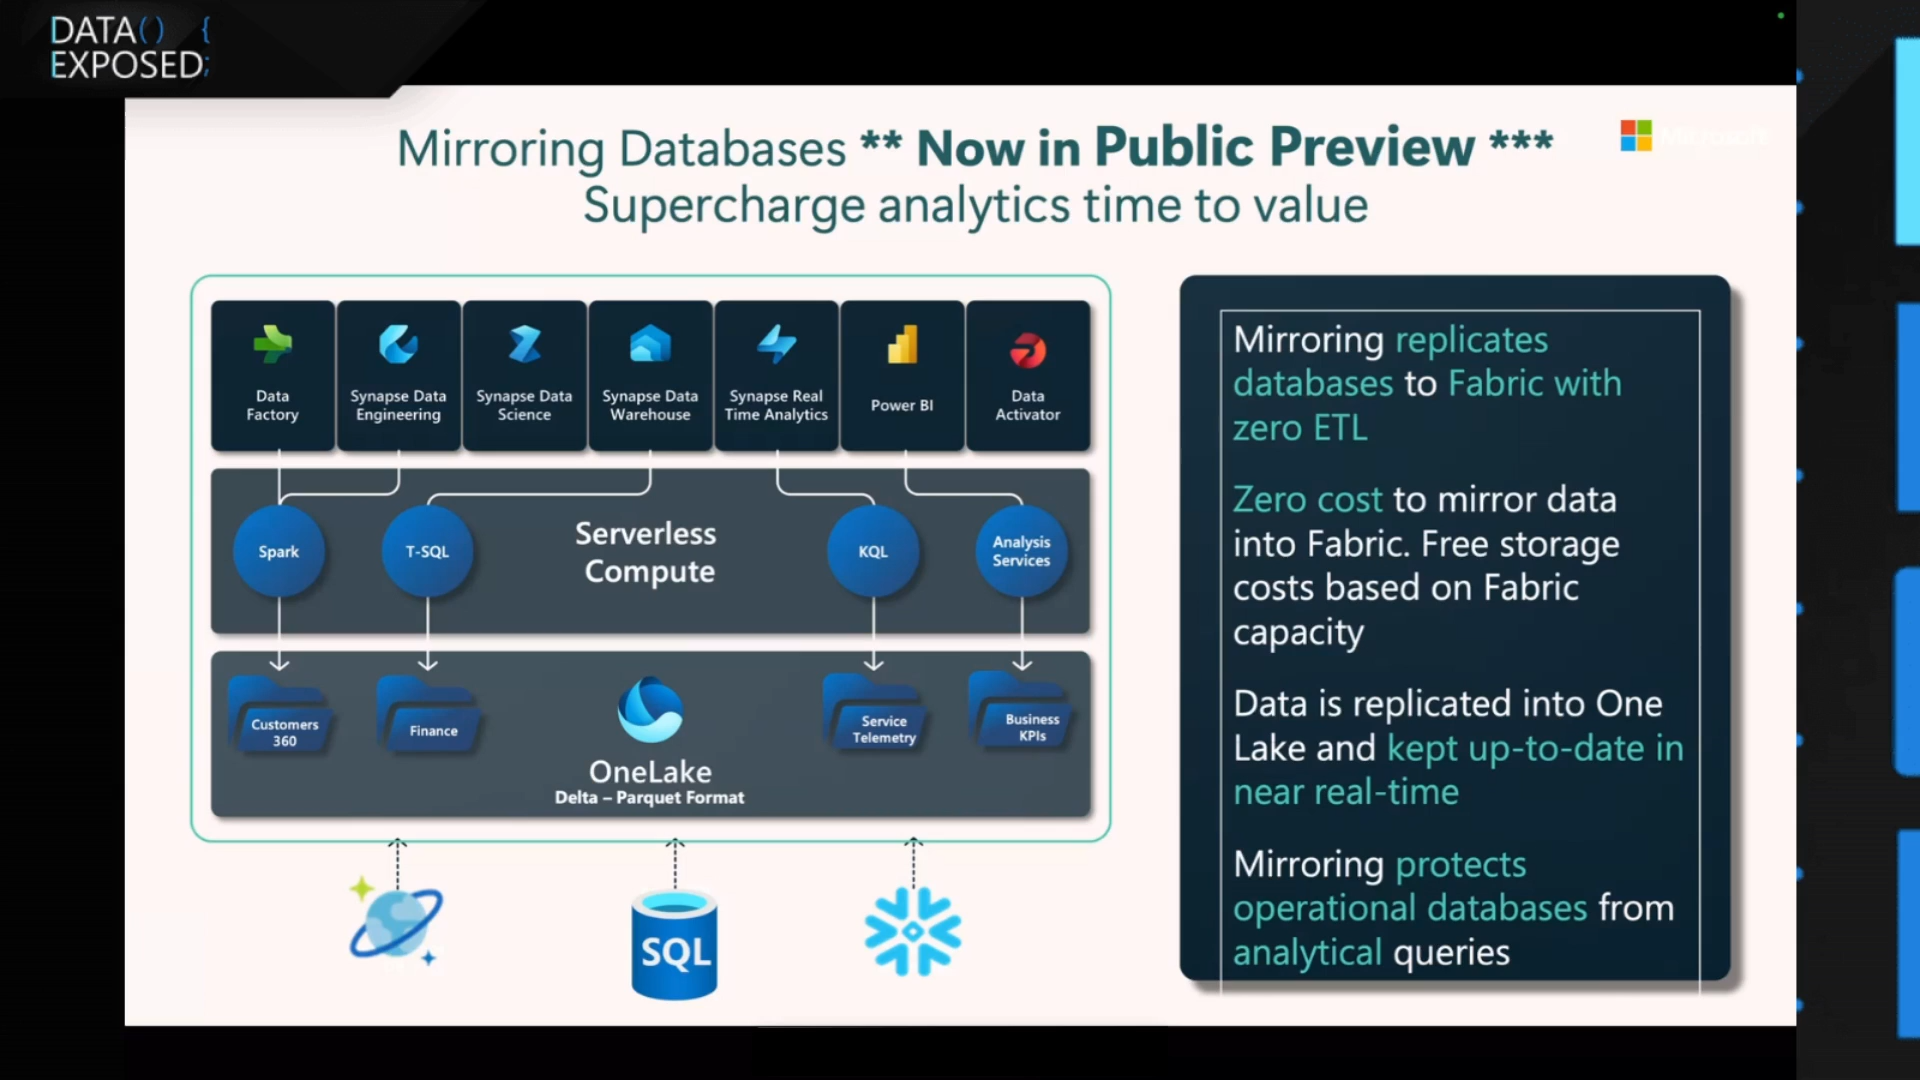 DATA() {
EXPOSED;
Mirroring Databases ** Now in Public Preview ***
Supercharge analytics time to value
Microsoft
Data
Factory
Synapse Data
Engineering
Synapse Data
Science
Synapse Data
Warehouse
Synapse Real
Time Analytics
Power BI
Data
Activator
Spark
T-SQL
Serverless
Compute
KQL
Analysis
Services
Customers
360
Finance
OneLake
Delta – Parquet Format
Service
Telemetry
Business
KPIs
SQL
Mirroring replicates
databases to Fabric with
zero ETL
Zero cost to mirror data
into Fabric. Free storage
costs based on Fabric
capacity
Data is replicated into One
Lake and kept up-to-date in
near real-time
Mirroring protects
operational databases from
analytical queries